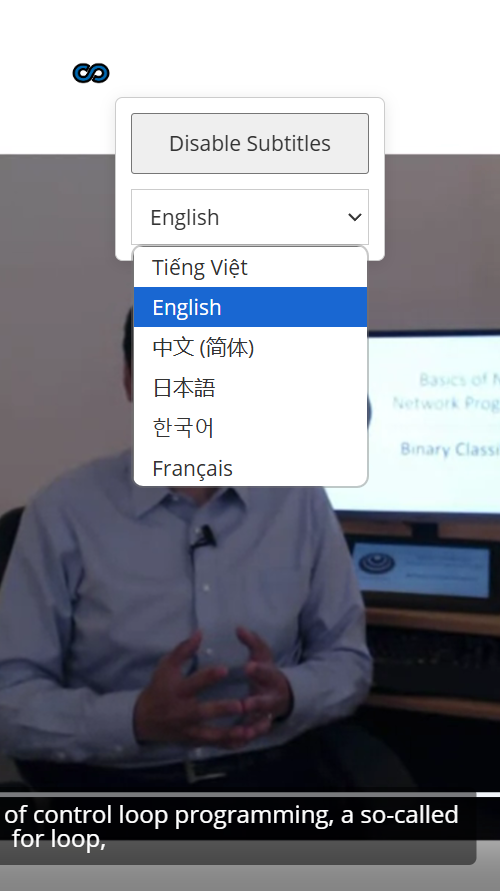 Disable Subtitles
English
Tiếng Việt
English
中文 (简体)
日本語
한국어
Français
Basics of N
Network Prog
Binary Classi
of control loop programming, a so-called
for loop,